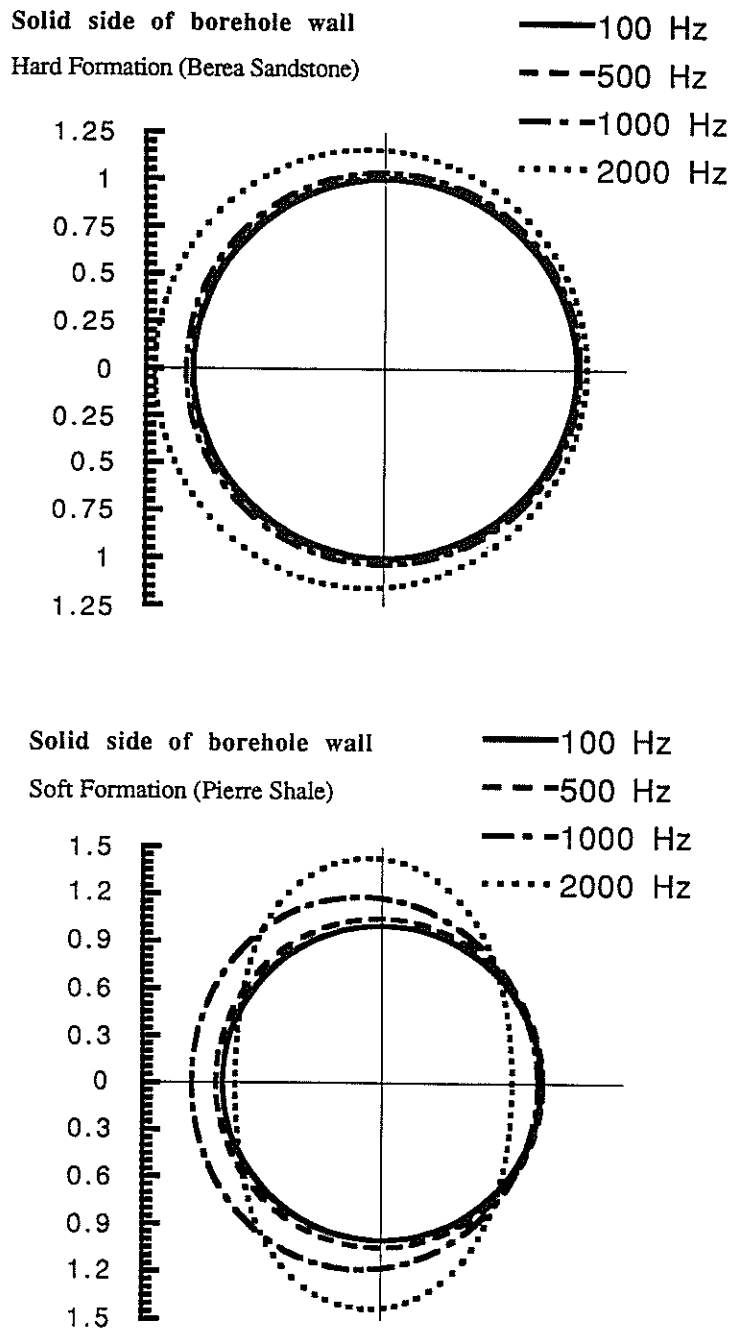 Solid side of borehole wall
Hard Formation (Berea Sandstone)
100 Hz
500 Hz
1000 Hz
2000 Hz
1.25
1
0.75
0.5
0.25
0
0.25
0.5
0.75
1
1.25
Solid side of borehole wall
Soft Formation (Pierre Shale)
100 Hz
500 Hz
1000 Hz
2000 Hz
1.5
1.2
0.9
0.6
0.3
0
0.3
0.6
0.9
1.2
1.5